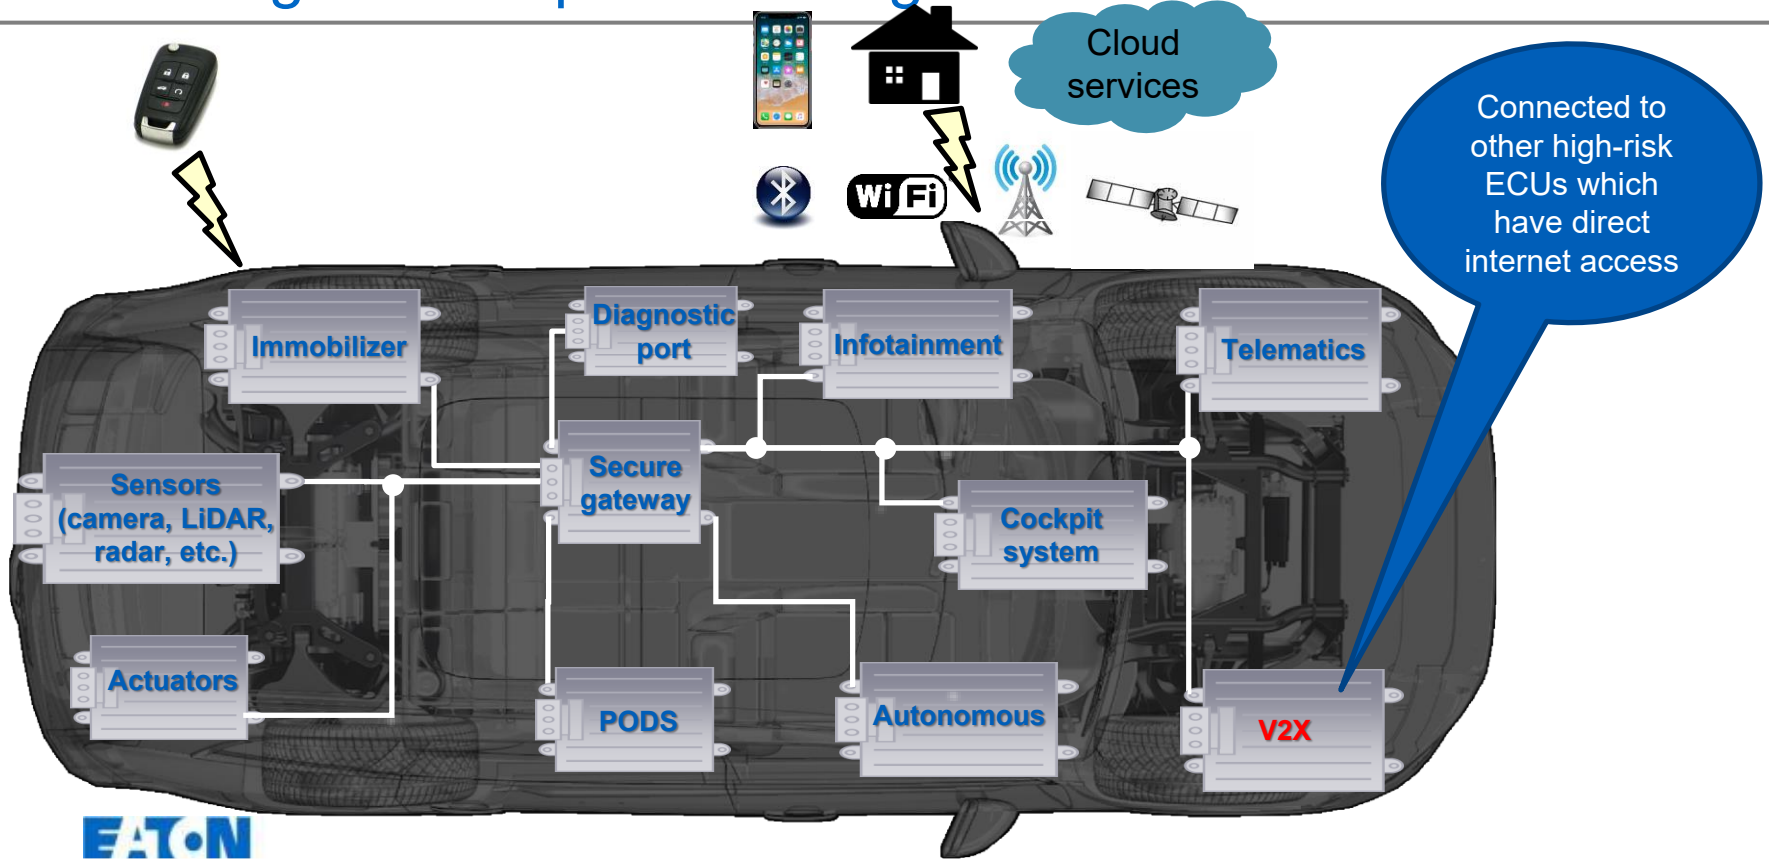 Cloud
services
Connected to
other high-risk
ECUs which
have direct
internet access
Wi Fi
Immobilizer
Diagnostic
port
Infotainment
Telematics
Sensors
(camera, LiDAR,
radar, etc.)
Secure
gateway
Cockpit
system
Actuators
PODS
Autonomous
V2X
EATON